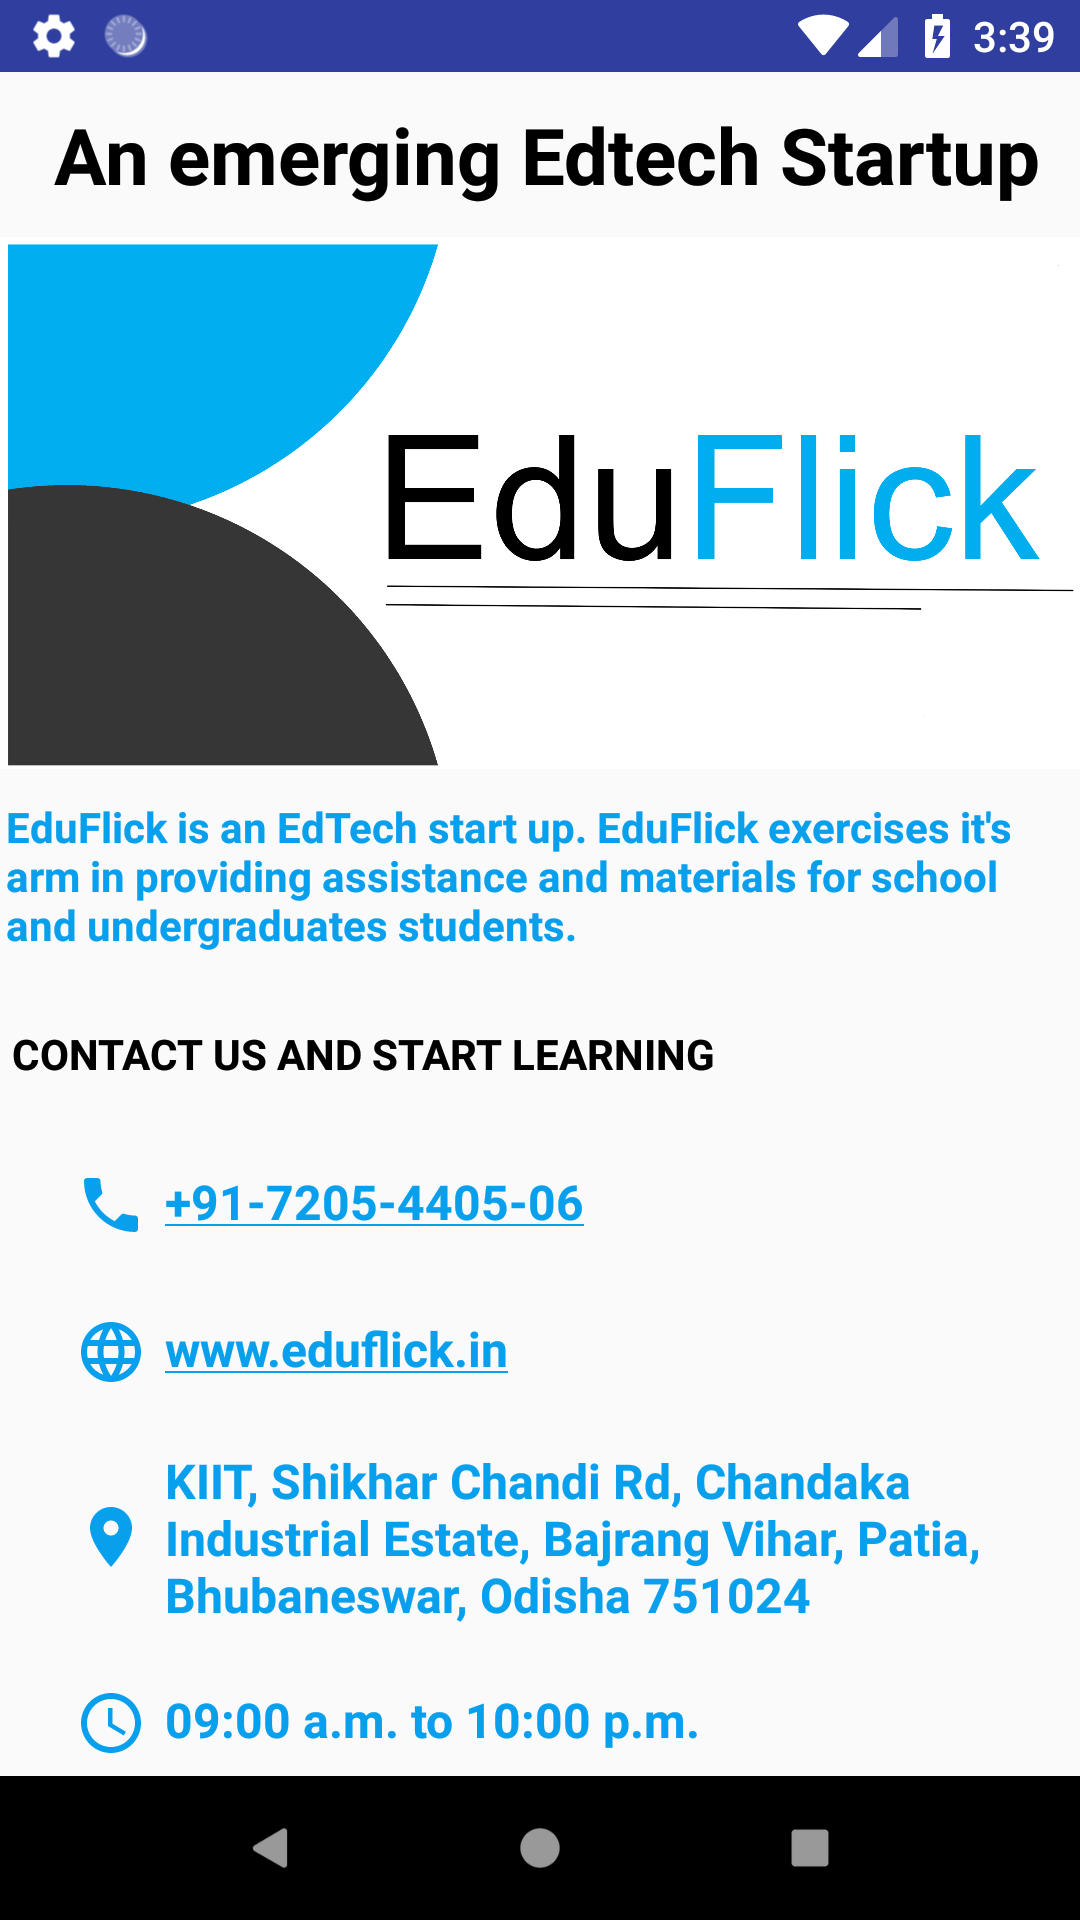 3:39
An emerging Edtech Startup
EduFlick
EduFlick is an EdTech start up. EduFlick exercises it's
arm in providing assistance and materials for school
and undergraduates students.
CONTACT US AND START LEARNING
+91-7205-4405-06
www.eduflick.in
KIIT, Shikhar Chandi Rd, Chandaka
Industrial Estate, Bajrang Vihar, Patia,
Bhubaneswar, Odisha 751024
09:00 a.m. to 10:00 p.m.